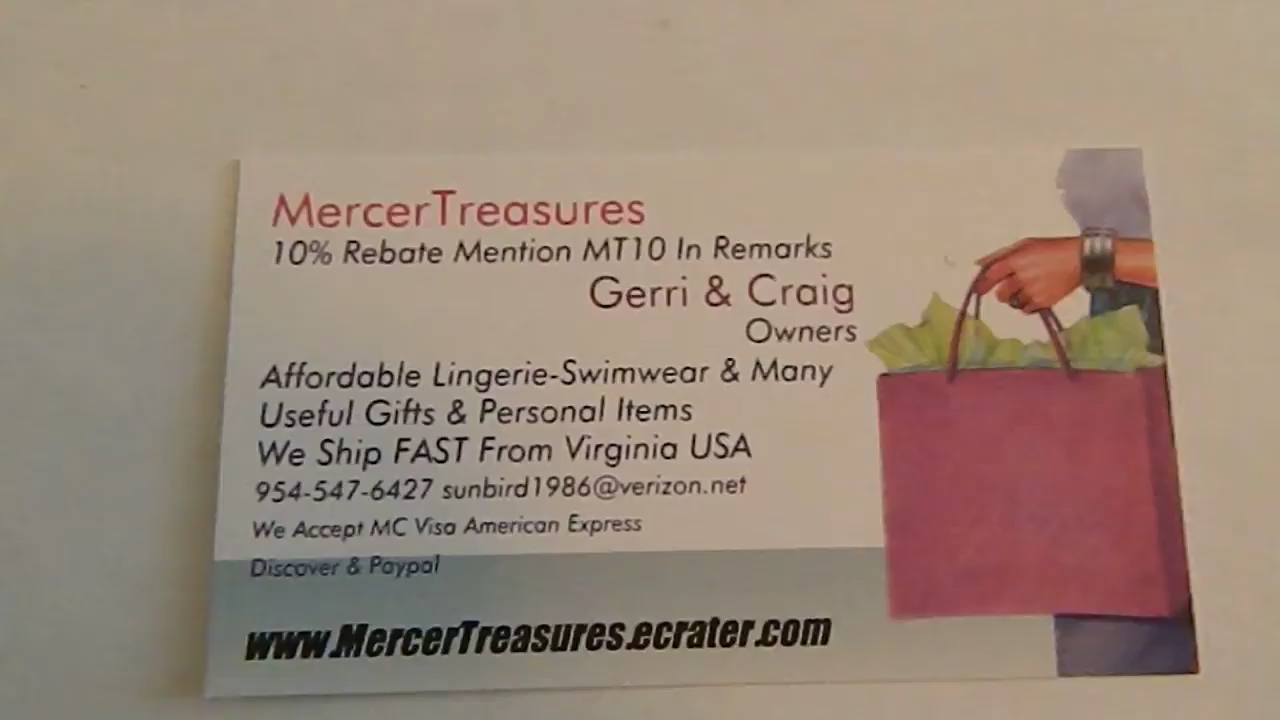 MercerTreasures
10% Rebate Mention MT10 In Remarks
Gerri & Craig
Owners
Affordable Lingerie-Swimwear & Many
Useful Gifts & Personal Items
We Ship FAST From Virginia USA
954-547-6427 sunbird1986@verizon.net
We Accept MC Visa American Express
Discover & Paypal
www.MercerTreasures.ecrater.com